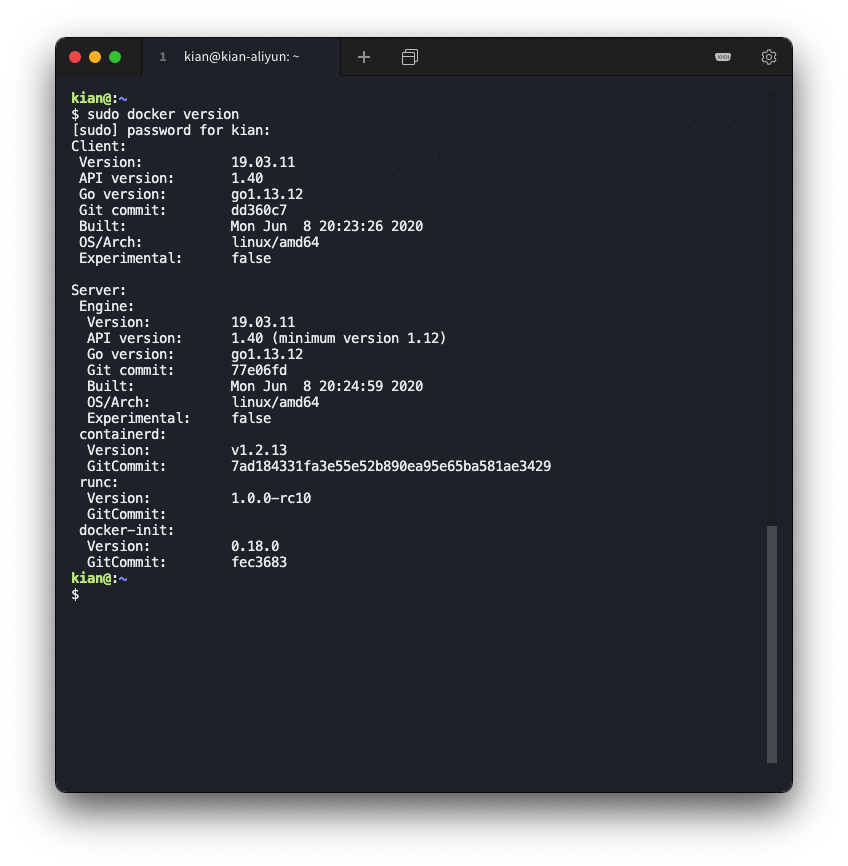 1 kian@kian-aliyun: ~
kian@:~
$ sudo docker version
[sudo] password for kian:
Client:
 Version:           19.03.11
 API version:       1.40
 Go version:        go1.13.12
 Git commit:        dd360c7
 Built:             Mon Jun  8 20:23:26 2020
 OS/Arch:           linux/amd64
 Experimental:      false

Server:
 Engine:
  Version:          19.03.11
  API version:      1.40 (minimum version 1.12)
  Go version:       go1.13.12
  Git commit:       77e06fd
  Built:            Mon Jun  8 20:24:59 2020
  OS/Arch:          linux/amd64
  Experimental:     false
 containerd:
  Version:          v1.2.13
  GitCommit:        7ad184331fa3e55e52b890ea95e65ba581ae3429
 runc:
  Version:          1.0.0-rc10
  GitCommit:
 docker-init:
  Version:          0.18.0
  GitCommit:        fec3683
kian@:~
$